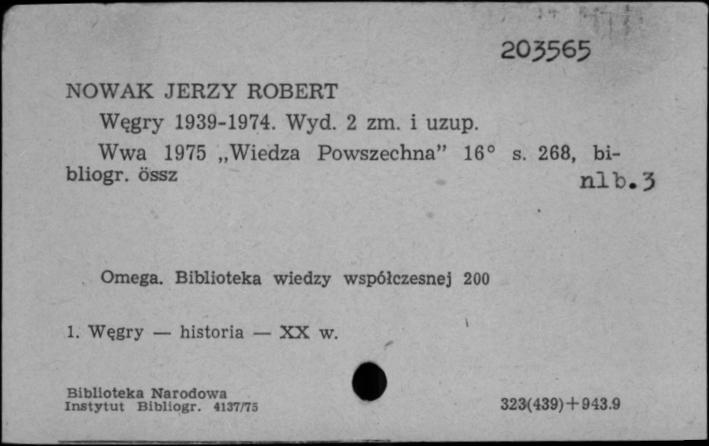 203565
NOWAK JERZY ROBERT
Węgry 1939-1974. Wyd. 2 zm. i uzup.
Wwa 1975 „Wiedza Powszechna” 16° s. 268, bi-
bliogr. össz
nlb.3
Omega. Biblioteka wiedzy współczesnej 200
1. Węgry — historia — XX w.
Biblioteka Narodowa
Instytut Bibliogr. 4137/75
323(439)+943.9